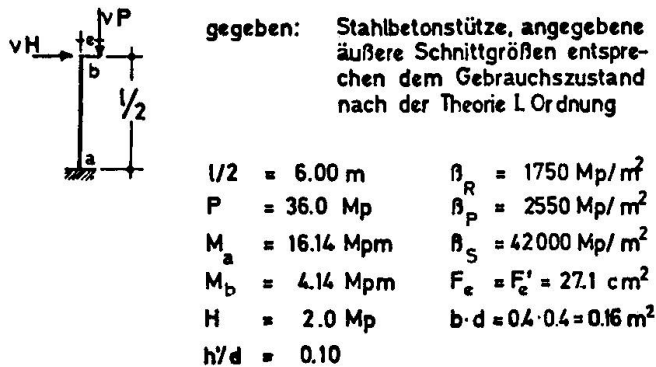 νP
νH
e
b
l/2
a
gegeben: Stahlbetonstütze, angegebene
äußere Schnittgrößen entspre-
chen dem Gebrauchszustand
nach der Theorie I. Ordnung
l/2 = 6.00 m
P = 36.0 Mp
M_a = 16.14 Mpm
M_b = 4.14 Mpm
H = 2.0 Mp
h'/d = 0.10
β_R = 1750 Mp/m²
β_P = 2550 Mp/m²
β_S = 42000 Mp/m²
F_e = F_e' = 27.1 cm²
b·d = 0.4·0.4 = 0.16 m²